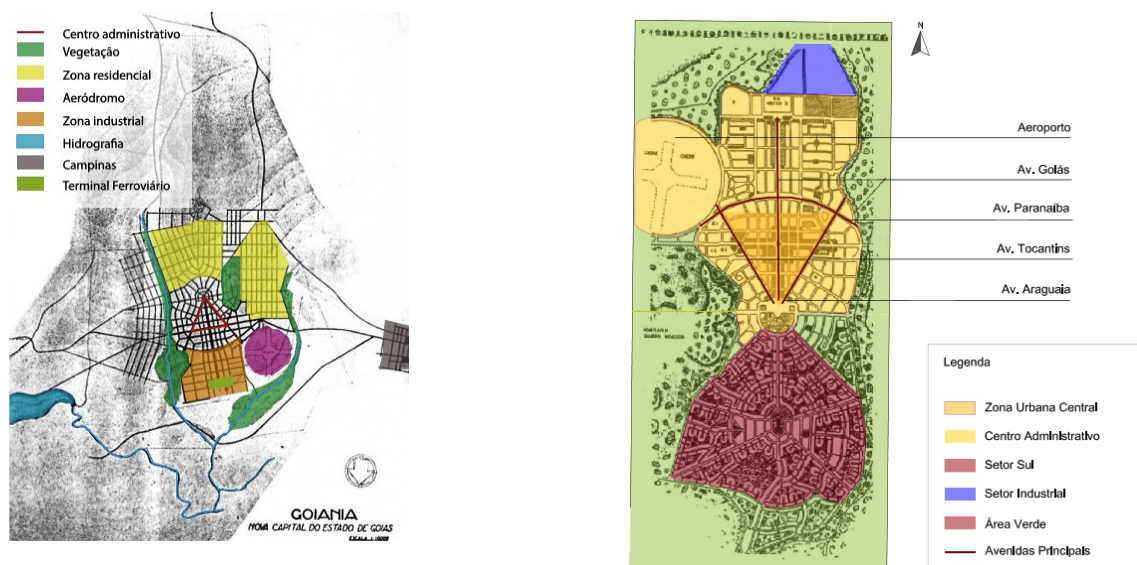 Centro administrativo
Vegetação
Zona residencial
Aeródromo
Zona industrial
Hidrografia
Campinas
Terminal Ferroviário
GOIANIA
NOVA CAPITAL DO ESTADO DE GOIAS
N
Aeroporto
Av. Goiás
Av. Paranaíba
Av. Tocantins
Av. Araguaia
Legenda
Zona Urbana Central
Centro Administrativo
Setor Sul
Setor Industrial
Área Verde
Avenidas Principais